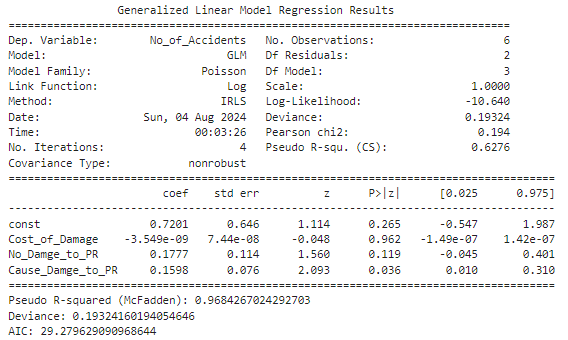 Generalized Linear Model Regression Results
==============================================================================
Dep. Variable: No_of_Accidents No. Observations: 6
Model: GLM Df Residuals: 2
Model Family: Poisson Df Model: 3
Link Function: Log Scale: 1.0000
Method: IRLS Log-Likelihood: -10.640
Date: Sun, 04 Aug 2024 Deviance: 0.19324
Time: 00:03:26 Pearson chi2: 0.194
No. Iterations: 4 Pseudo R-squ. (CS): 0.6276
Covariance Type: nonrobust
======================================================================================
coef std err z P>|z| [0.025 0.975]
--------------------------------------------------------------------------------------
const 0.7201 0.646 1.114 0.265 -0.547 1.987
Cost_of_Damage -3.549e-09 7.44e-08 -0.048 0.962 -1.49e-07 1.42e-07
No_Damge_to_PR 0.1777 0.114 1.560 0.119 -0.045 0.401
Cause_Damge_to_PR 0.1598 0.076 2.093 0.036 0.010 0.310
======================================================================================
Pseudo R-squared (McFadden): 0.9684267024292703
Deviance: 0.19324160194054646
AIC: 29.279629090968644